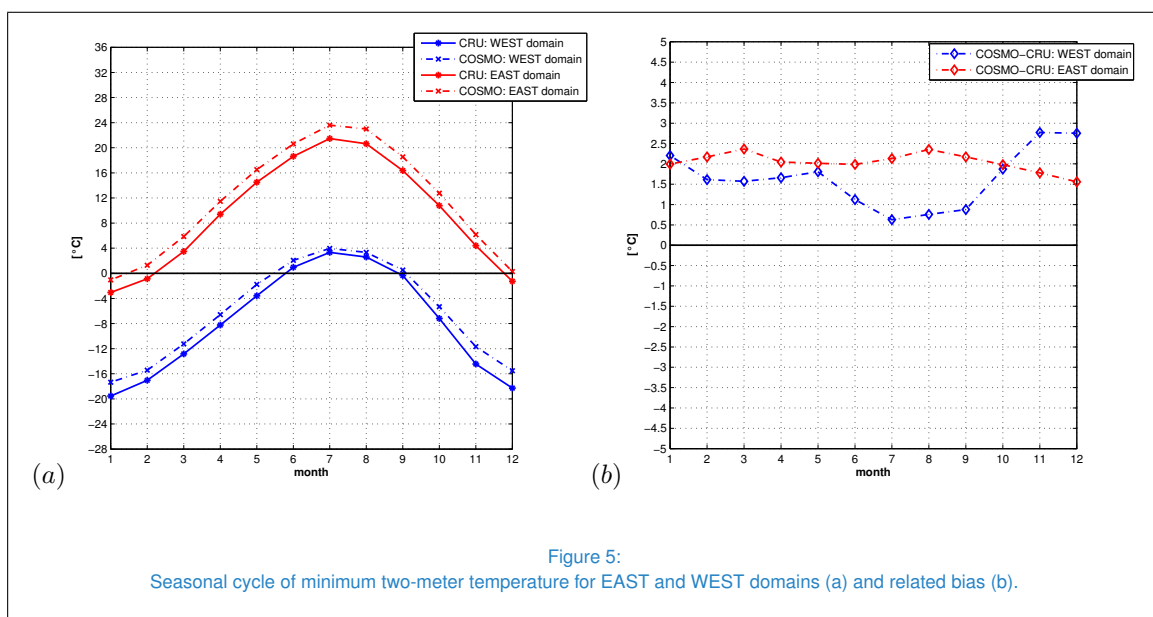 CRU: WEST domain
COSMO: WEST domain
CRU: EAST domain
COSMO: EAST domain
36
32
28
24
20
16
12
8
4
0
−4
−8
−12
−16
−20
−24
−28
[°C]
1 2 3 4 5 6 7 8 9 10 11 12
month
(a)
COSMO−CRU: WEST domain
COSMO−CRU: EAST domain
5
4.5
4
3.5
3
2.5
2
1.5
1
0.5
0
−0.5
−1
−1.5
−2
−2.5
−3
−3.5
−4
−4.5
−5
[°C]
1 2 3 4 5 6 7 8 9 10 11 12
month
(b)
Figure 5:
Seasonal cycle of minimum two-meter temperature for EAST and WEST domains (a) and related bias (b).